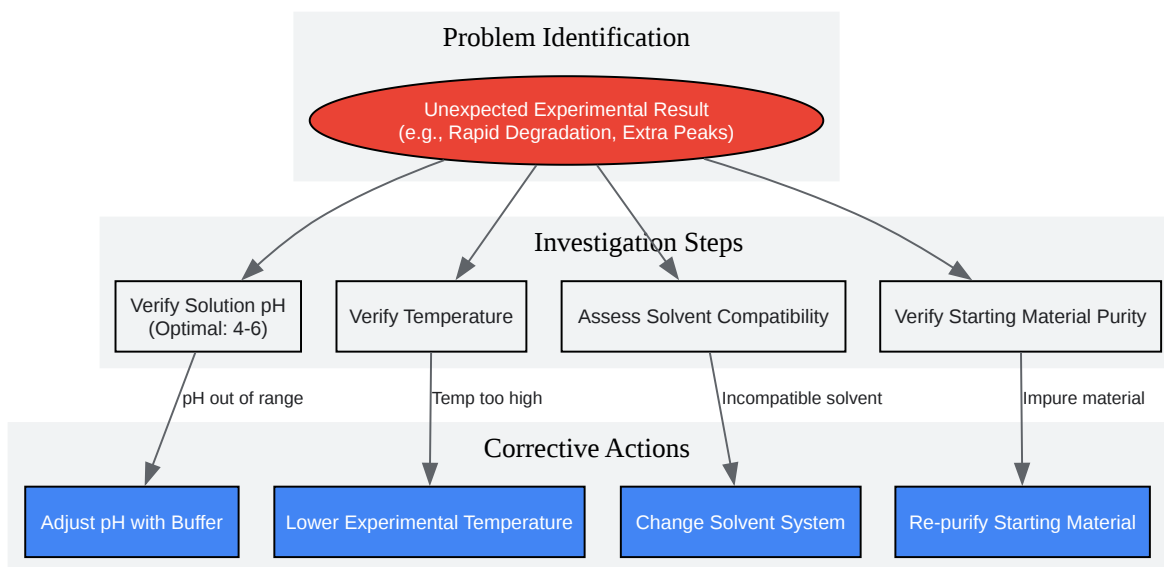 Problem Identification
Unexpected Experimental Result
(e.g., Rapid Degradation, Extra Peaks)
Investigation Steps
Verify Solution pH
(Optimal: 4-6)
Verify Temperature
Assess Solvent Compatibility
Verify Starting Material Purity
pH out of range
Temp too high
Incompatible solvent
Impure material
Corrective Actions
Adjust pH with Buffer
Lower Experimental Temperature
Change Solvent System
Re-purify Starting Material